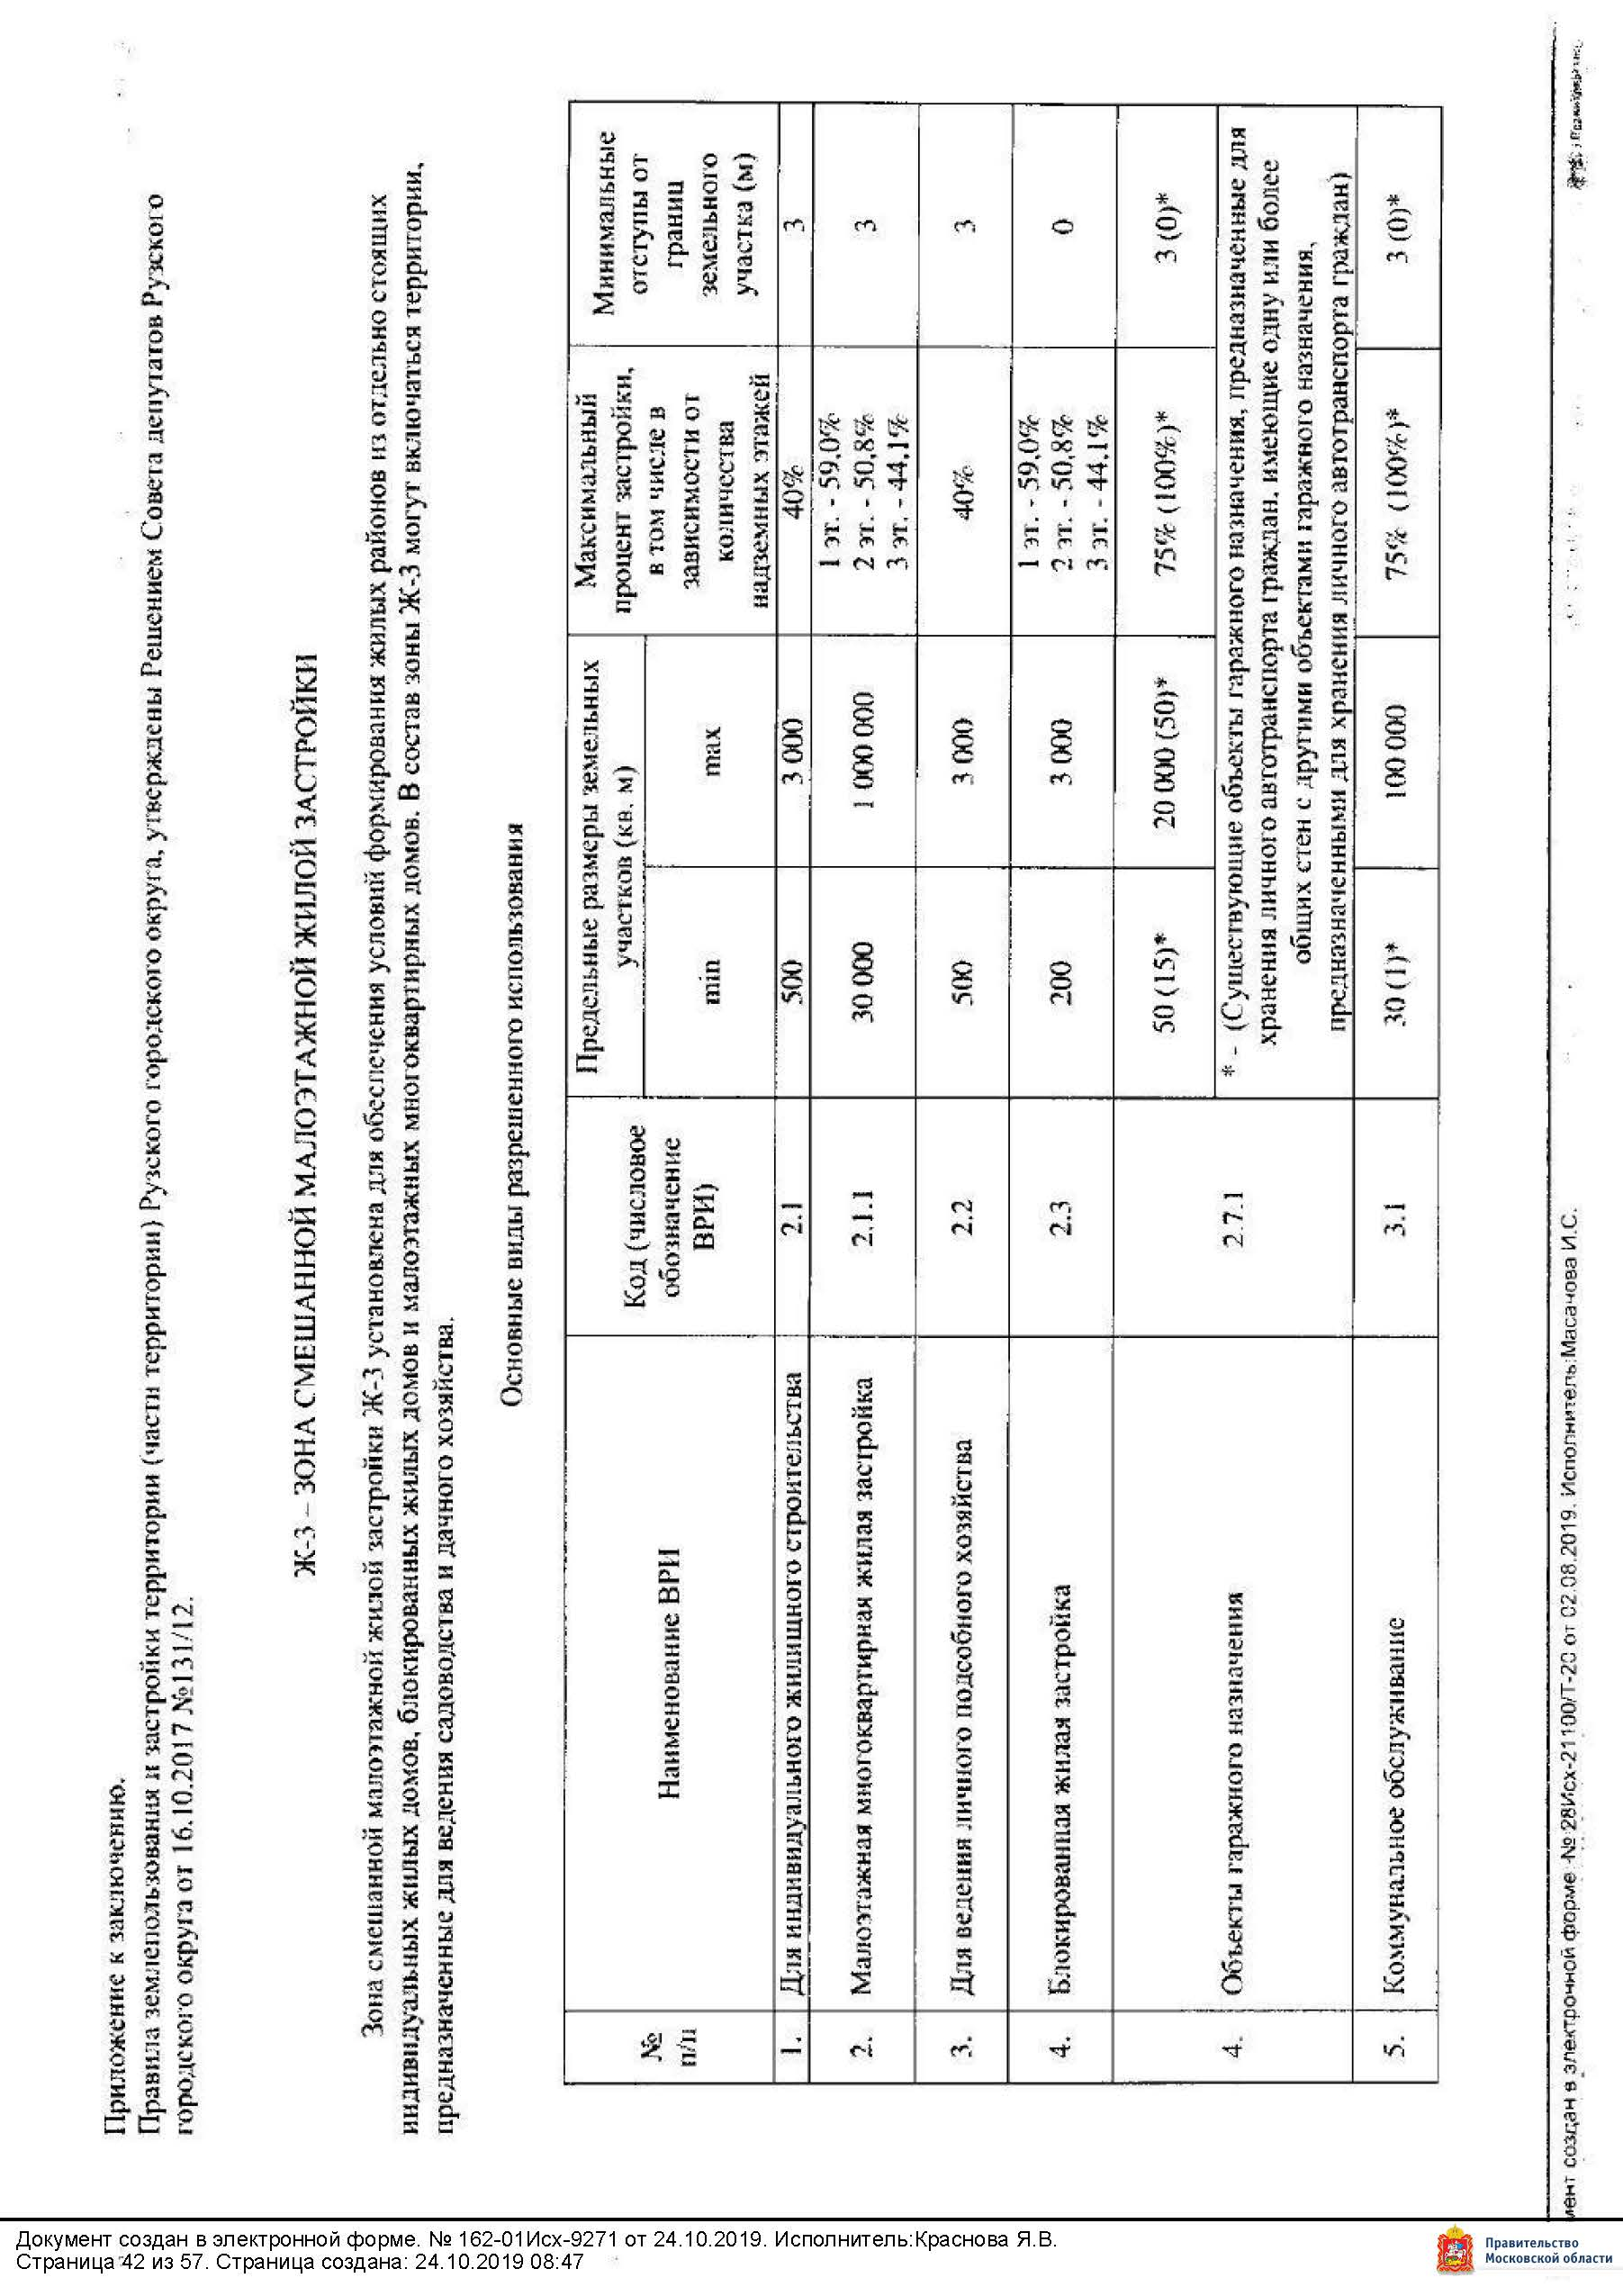 Приложение к заключению.
Правила землепользования и застройки территории (части территории) Рузского городского округа, утверждены Решением Совета депутатов Рузского
городского округа от 16.10.2017 №131/12.
Ж-3 – ЗОНА СМЕШАННОЙ МАЛОЭТАЖНОЙ ЖИЛОЙ ЗАСТРОЙКИ
Зона смешанной малоэтажной жилой застройки Ж-3 установлена для обеспечения условий формирования жилых районов из отдельно стоящих
индивидуальных жилых домов, блокированных жилых домов и малоэтажных многоквартирных домов. В состав зоны Ж-3 могут включаться территории,
предназначенные для ведения садоводства и дачного хозяйства.
Основные виды разрешенного использования
№ п/п
Наименование ВРИ
Код (числовое
обозначение
ВРИ)
Предельные размеры земельных
участков (кв. м)
min
max
Максимальный
процент застройки,
в том числе в
зависимости от
количества
надземных этажей
Минимальные
отступы от
границ
земельного
участка (м)
1. Для индивидуального жилищного строительства 2.1 500 3 000 40% 3
2. Малоэтажная многоквартирная жилая застройка 2.1.1 30 000 1 000 000 1 эт. - 59,0%
2 эт. - 50,8%
3 эт. - 44,1%
3
3. Для ведения личного подсобного хозяйства 2.2 500 3 000 40% 3
4. Блокированная жилая застройка 2.3 200 3 000 1 эт. - 59,0%
2 эт. - 50,8%
3 эт. - 44,1%
0
4. Объекты гаражного назначения 2.7.1 50 (15)* 20 000 (50)* 75% (100%)* 3 (0)*
* - (Существующие объекты гаражного назначения, предназначенные для
хранения личного автотранспорта граждан, имеющие одну или более
общих стен с другими объектами гаражного назначения,
предназначенными для хранения личного автотранспорта граждан)
5. Коммунальное обслуживание 3.1 30 (1)* 100 000 75% (100%)* 3 (0)*
мент создан в электронной форме №28Исх-21100/Т-20 от 02.08.2019. Исполнитель:Масачова И.С.
Документ создан в электронной форме. № 162-01Исх-9271 от 24.10.2019. Исполнитель:Краснова Я.В.
Страница 42 из 57. Страница создана: 24.10.2019 08:47
Правительство
Московской области